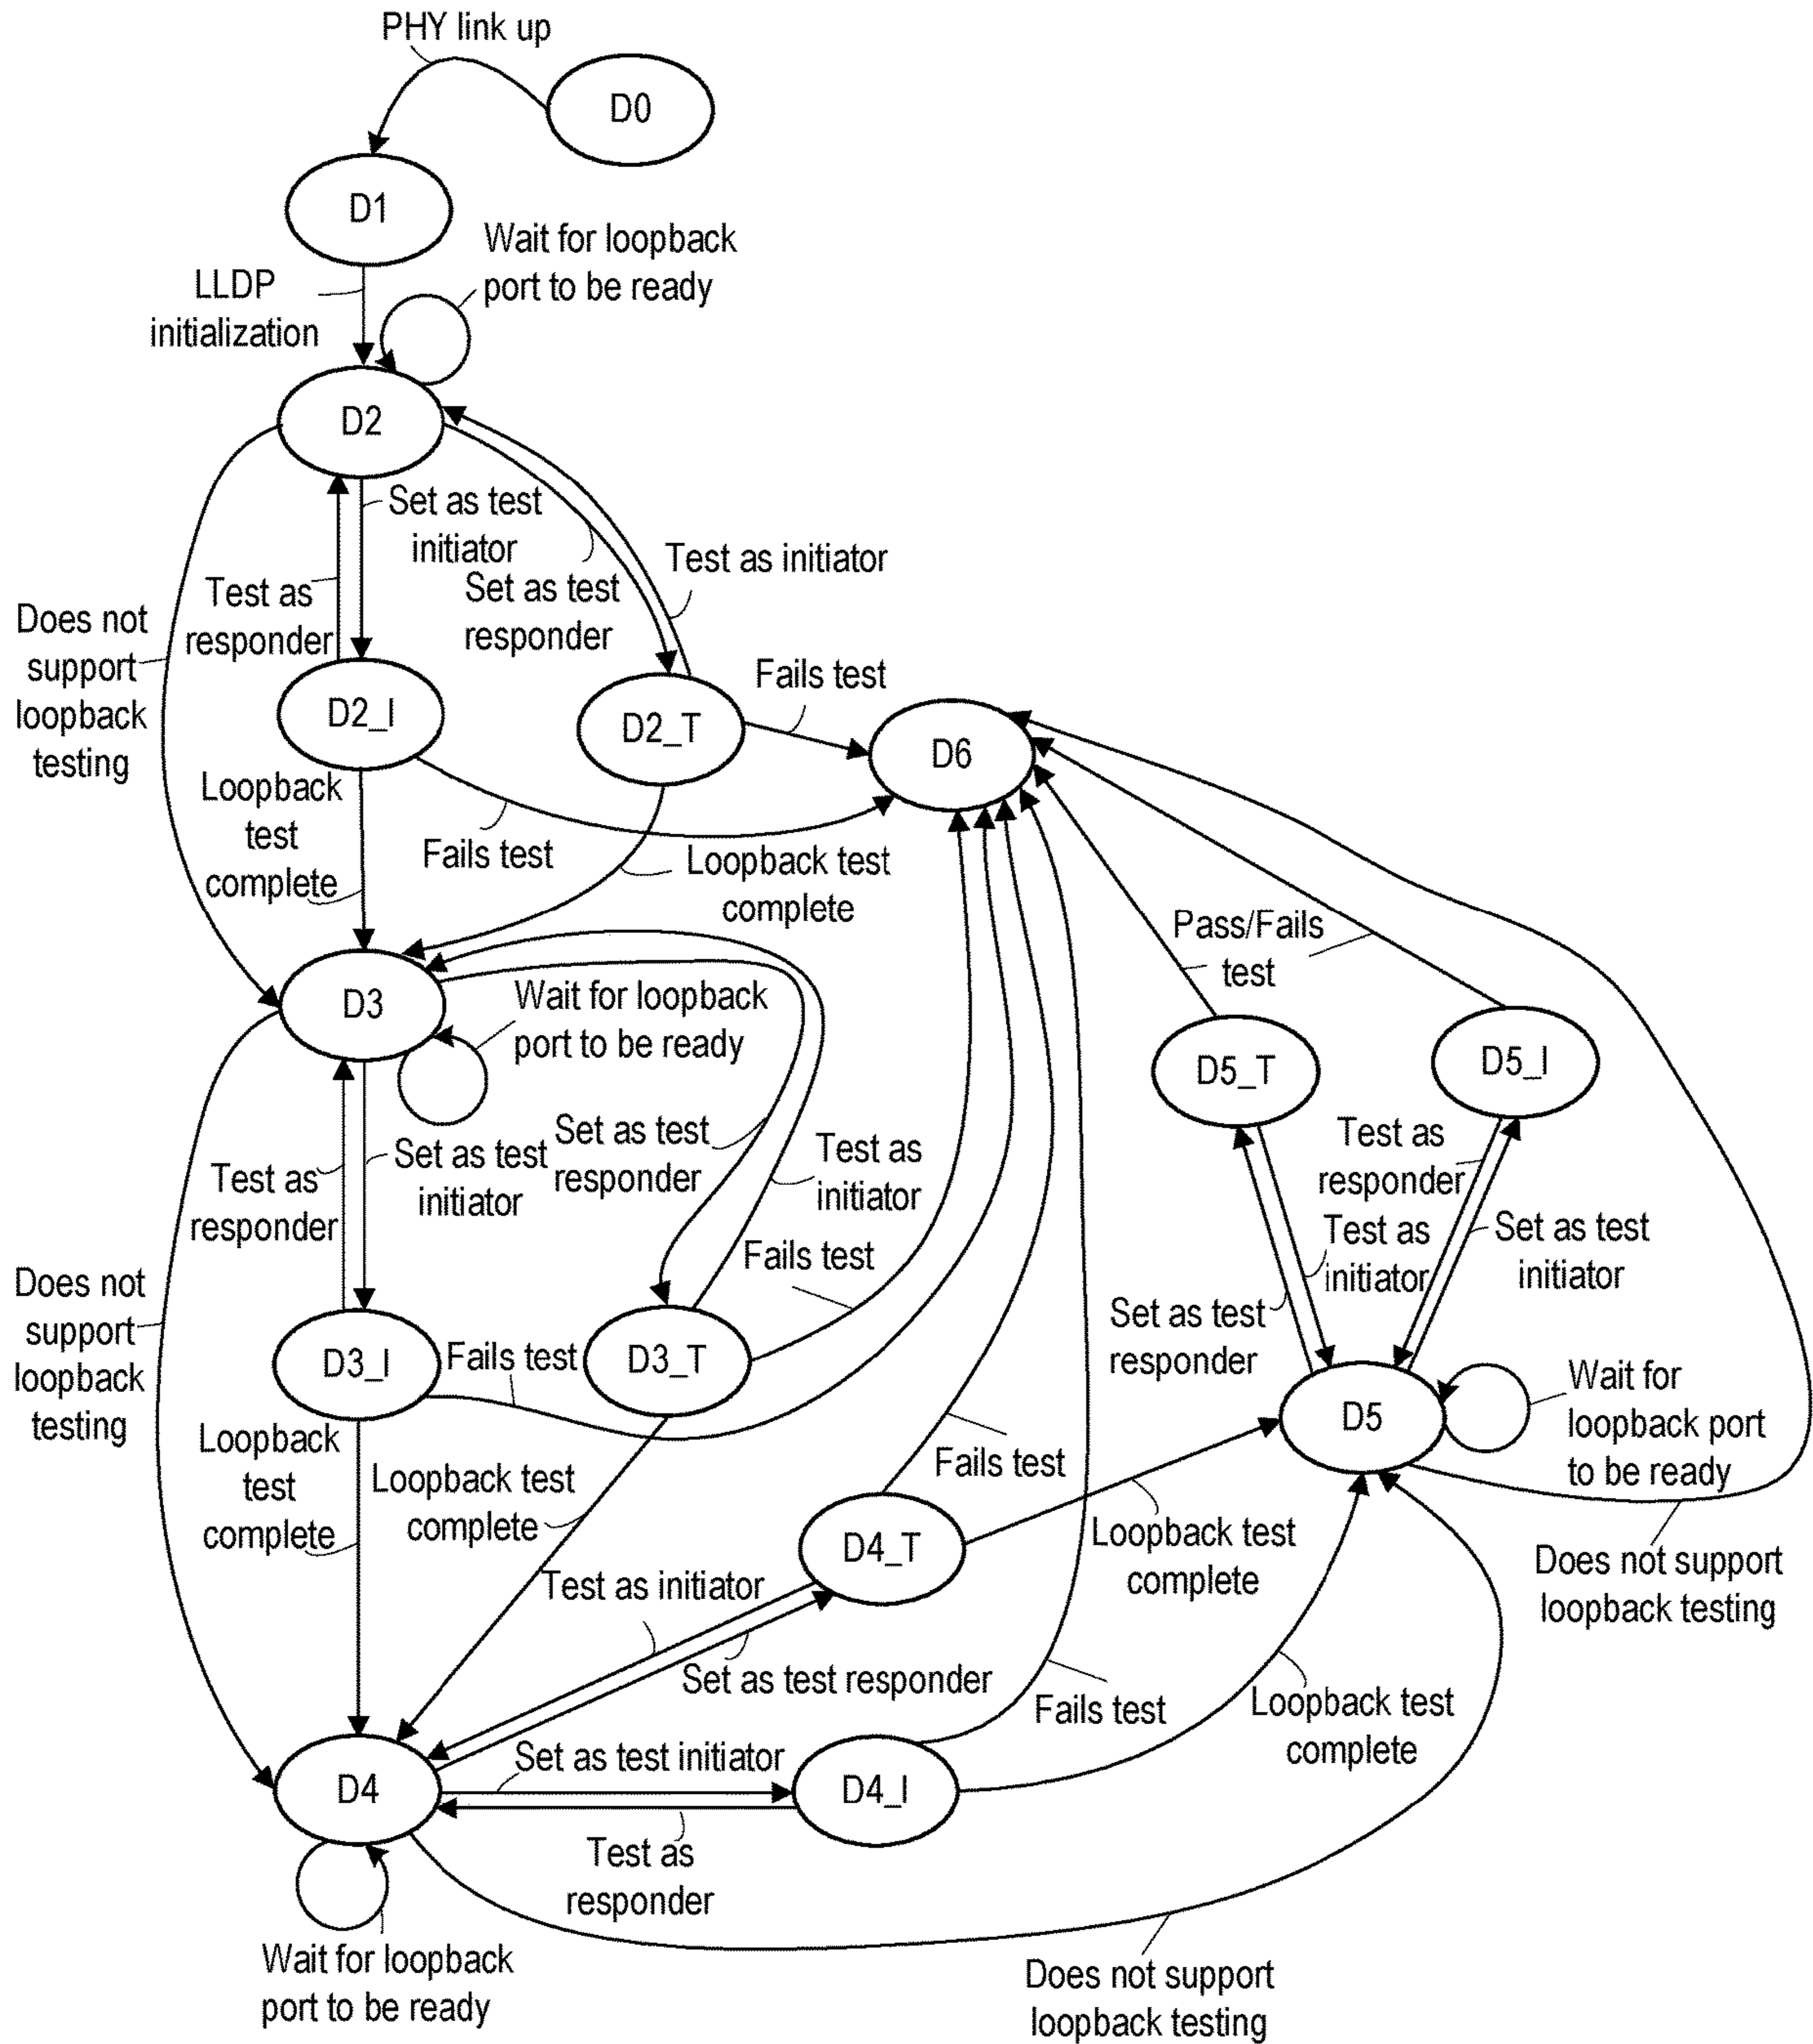 PHY link up
D0
D1
Wait for loopback
port to be ready
LLDP
initialization
D2
Set as test
initiator
Test as initiator
Set as test
responder
Test as
responder
Does not
support
loopback
testing
Fails test
D2_I
D2_T
D6
Loopback
test
complete
Fails test
Loopback test
complete
Pass/Fails
test
D3
Wait for loopback
port to be ready
D5_T
D5_I
Set as test
responder
Test as
initiator
Test as
responder
Set as test
initiator
Test as
responder
Test as
initiator
Set as test
initiator
Fails test
Does not
support
loopback
testing
Set as test
responder
D3_I
Fails test
D3_T
D5
Wait for
loopback port
to be ready
Loopback
test
complete
Loopback test
complete
Fails test
D4_T
Loopback test
complete
Does not support
loopback testing
Test as initiator
Set as test responder
Fails test
Loopback test
complete
Set as test initiator
D4
D4_I
Test as
responder
Wait for loopback
port to be ready
Does not support
loopback testing